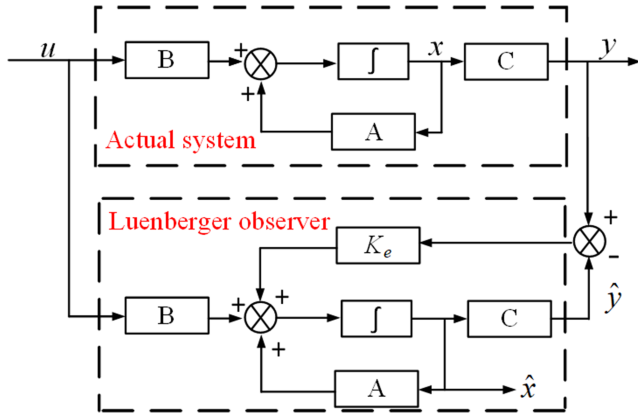 u
B
+
∫
x
C
y
+
A
Actual system
Luenberger observer
K_e
+
-
+
+
B
∫
C
ŷ
+
A
x̂